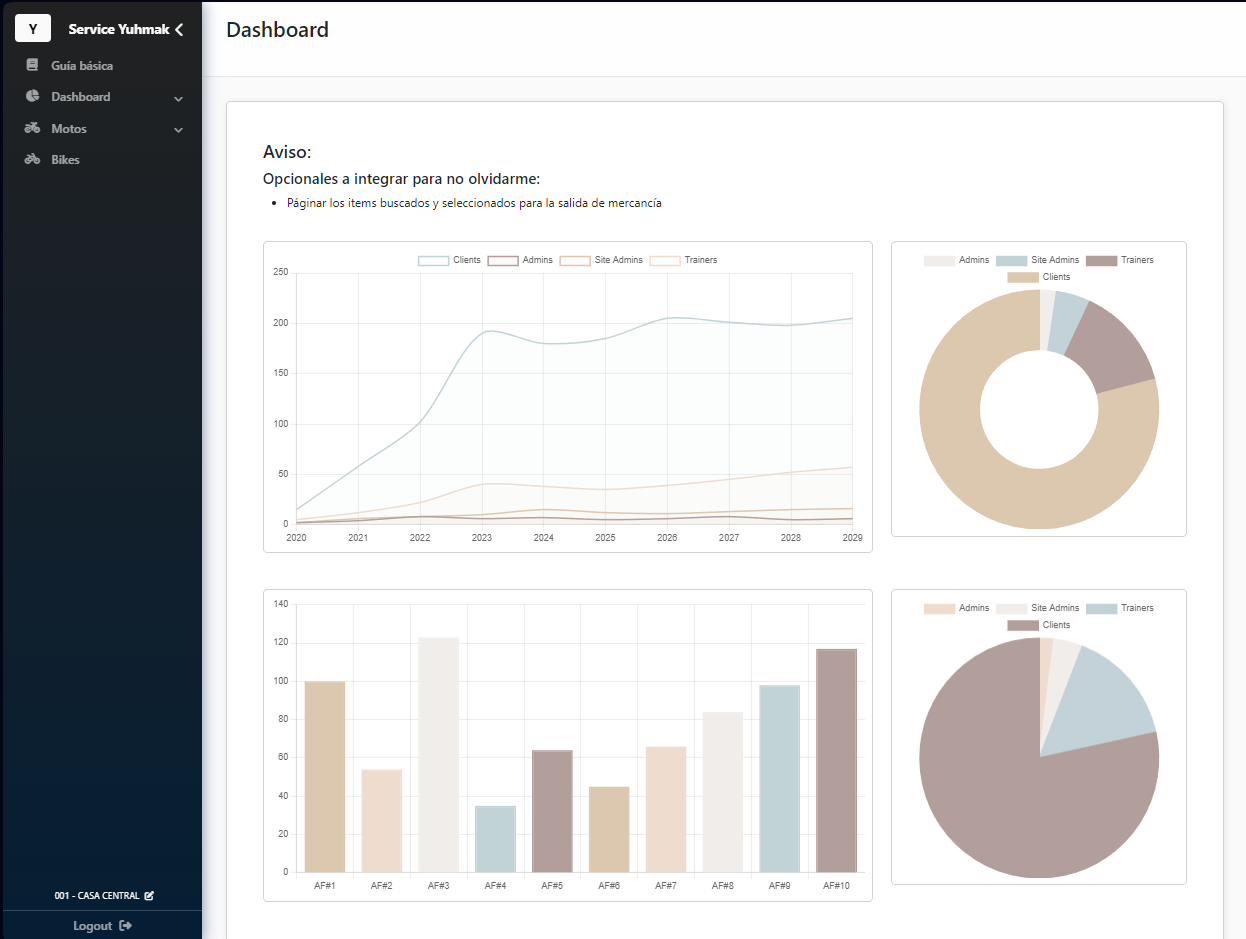 Y
Service Yuhmak
Guía básica
Dashboard
Motos
Bikes
001 - CASA CENTRAL
Logout
Dashboard
Aviso:
Opcionales a integrar para no olvidarme:
• Páginar los items buscados y seleccionados para la salida de mercancía
Clients Admins Site Admins Trainers
250
200
150
100
50
0
2020 2021 2022 2023 2024 2025 2026 2027 2028 2029
Admins Site Admins Trainers
Clients
140
120
100
80
60
40
20
0
AF#1 AF#2 AF#3 AF#4 AF#5 AF#6 AF#7 AF#8 AF#9 AF#10
Admins Site Admins Trainers
Clients